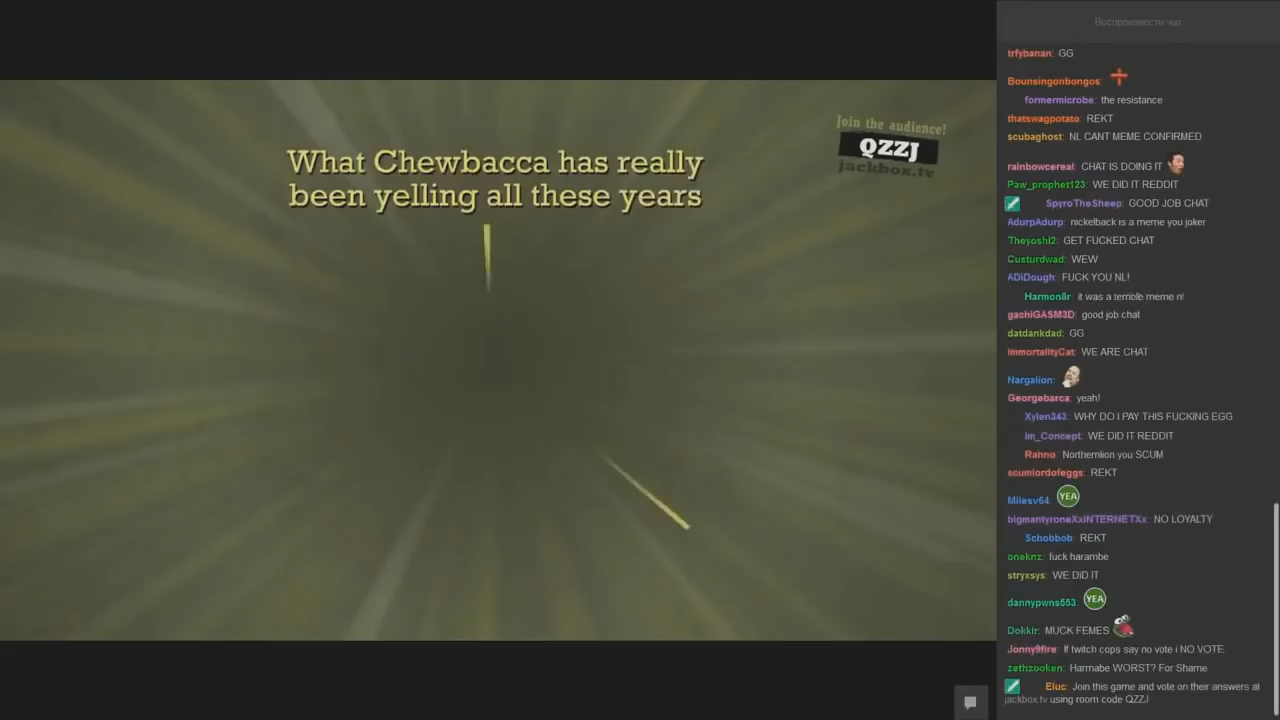 What Chewbacca has really
been yelling all these years
Join the audience!
QZZJ
jackbox.tv
Воспроизвести чат
trfybanan: GG
Bounsingonbongos:
formermicrobe: the resistance
thatswagpotato: REKT
scubaghost: NL CANT MEME CONFIRMED
rainbowcereal: CHAT IS DOING IT
Paw_prophet123: WE DID IT REDDIT
SpyroTheSheep: GOOD JOB CHAT
AdurpAdurp: nickelback is a meme you joker
Theyoshi2: GET FUCKED CHAT
Custurdwad: WEW
ADiDough: FUCK YOU NL!
Harmon8r: it was a terrible meme n!
gachiGASM3D: good job chat
datdankdad: GG
ImmortalityCat: WE ARE CHAT
Nargalion:
Georgebarca: yeah!
Xylen343: WHY DO I PAY THIS FUCKING EGG
Im_Concept: WE DID IT REDDIT
Ranno: Northernlion you SCUM
scumlordofeggs: REKT
Milesv64: YEA
bigmantyroneXxINTERNETXx: NO LOYALTY
Schobbob: REKT
oneknz: fuck harambe
stryxsys: WE DID IT
dannypwns553: YEA
Dokkir: MUCK FEMES
Jonny9fire: If twitch cops say no vote i NO VOTE
zethzooken: Harmabe WORST? For Shame
Eluc: Join this game and vote on their answers at
jackbox.tv using room code QZZJ